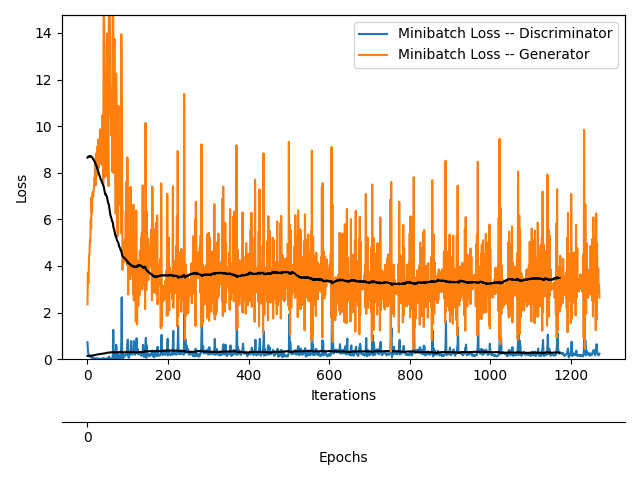 Minibatch Loss -- Discriminator
Minibatch Loss -- Generator
14
12
10
8
6
4
2
0
Loss
0 200 400 600 800 1000 1200
Iterations
0
Epochs